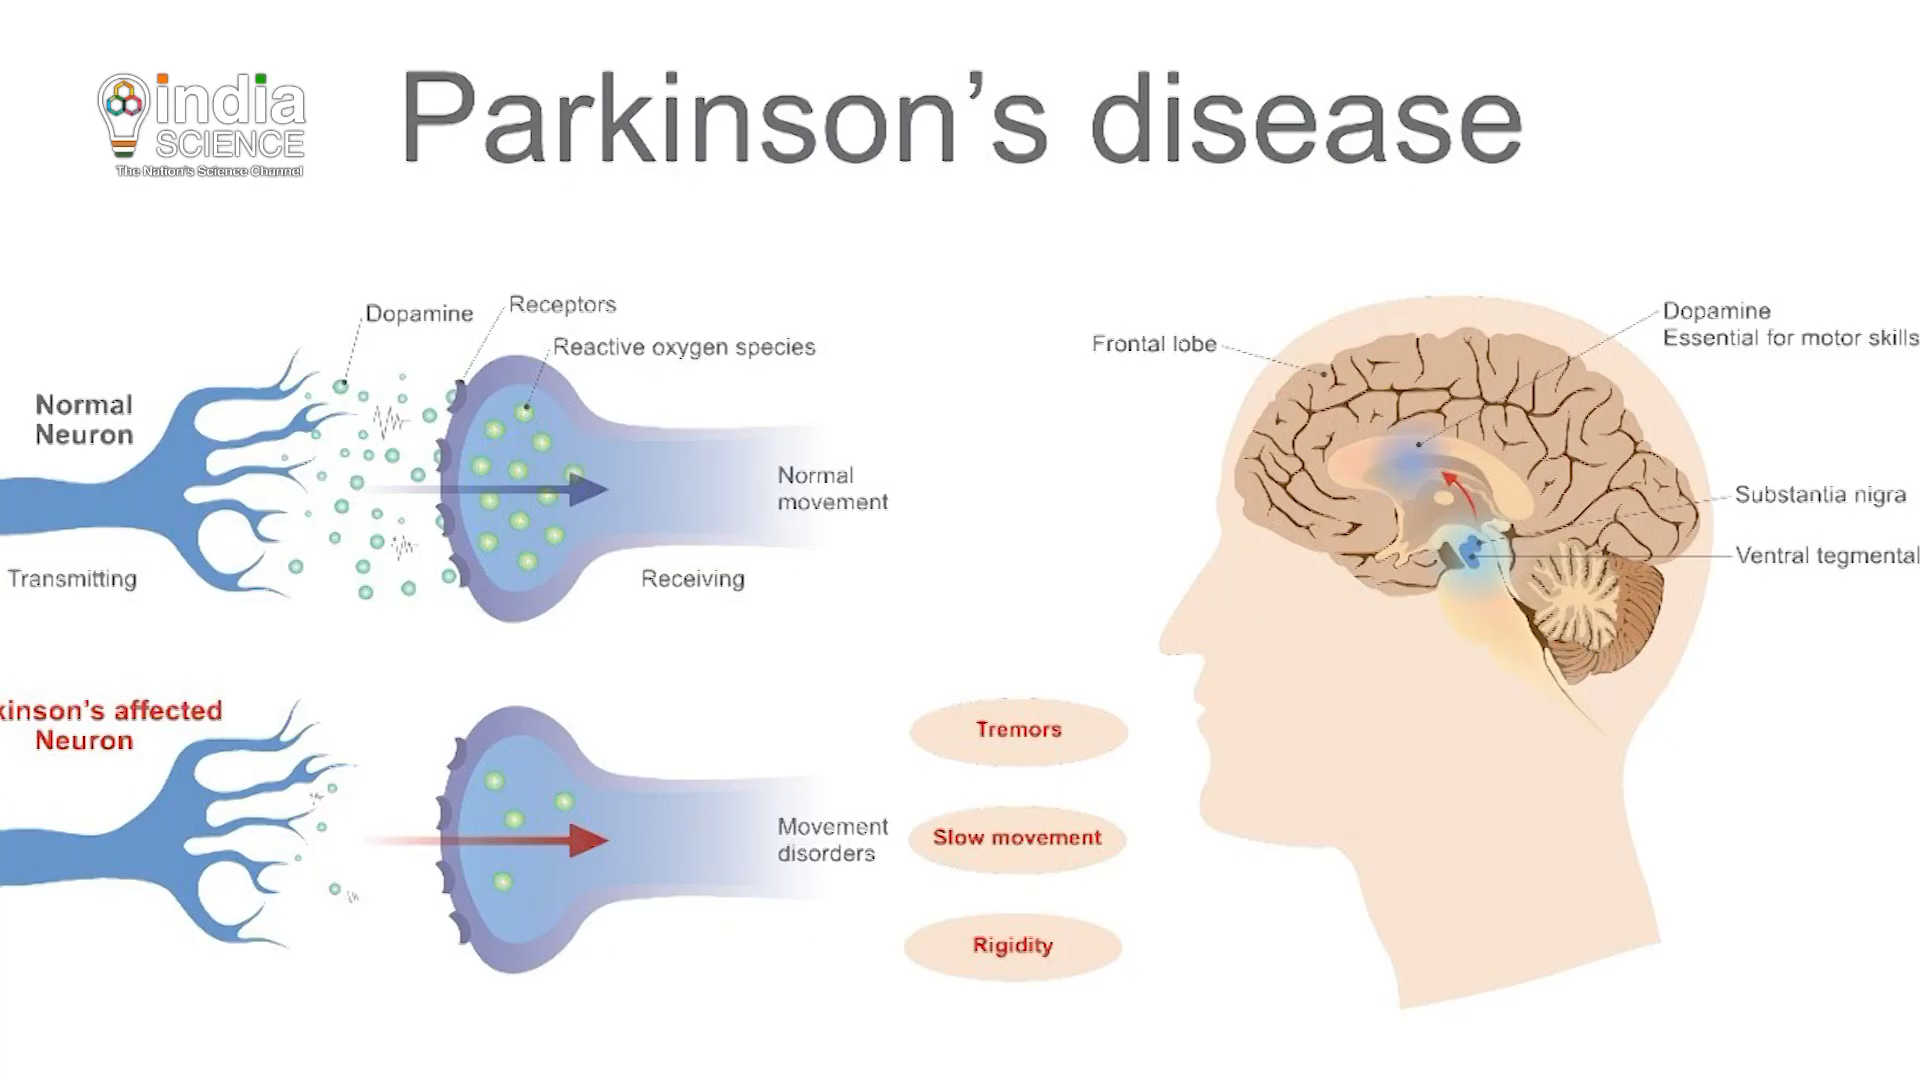 india
SCIENCE
The Nation's Science Channel
Parkinson's disease
Dopamine
Receptors
Reactive oxygen species
Normal
Neuron
Transmitting
Normal
movement
Receiving
kinson's affected
Neuron
Movement
disorders
Tremors
Slow movement
Rigidity
Frontal lobe
Dopamine
Essential for motor skills
Substantia nigra
Ventral tegmental